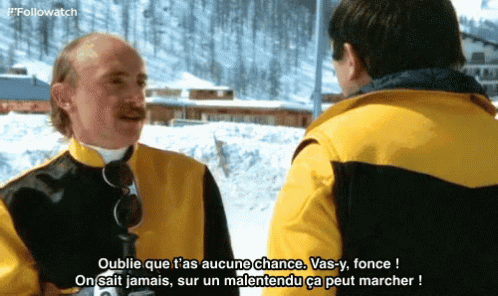 #Followatch
Oublie que t'as aucune chance. Vas-y, fonce !
On sait jamais, sur un malentendu ça peut marcher !